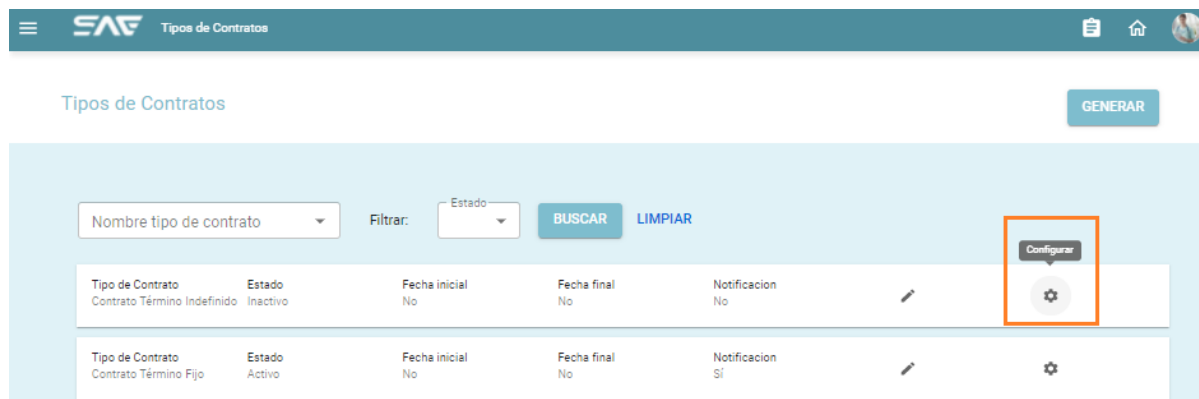 SAF Tipos de Contratos
Tipos de Contratos
GENERAR
Nombre tipo de contrato
Filtrar:
Estado
BUSCAR
LIMPIAR
Configurar
Tipo de Contrato Estado Fecha inicial Fecha final Notificacion
Contrato Término Indefinido Inactivo No No No
Tipo de Contrato Estado Fecha inicial Fecha final Notificacion
Contrato Término Fijo Activo No No Sí